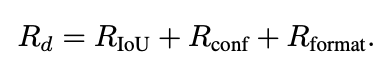 R_d = R_IoU + R_conf + R_format.